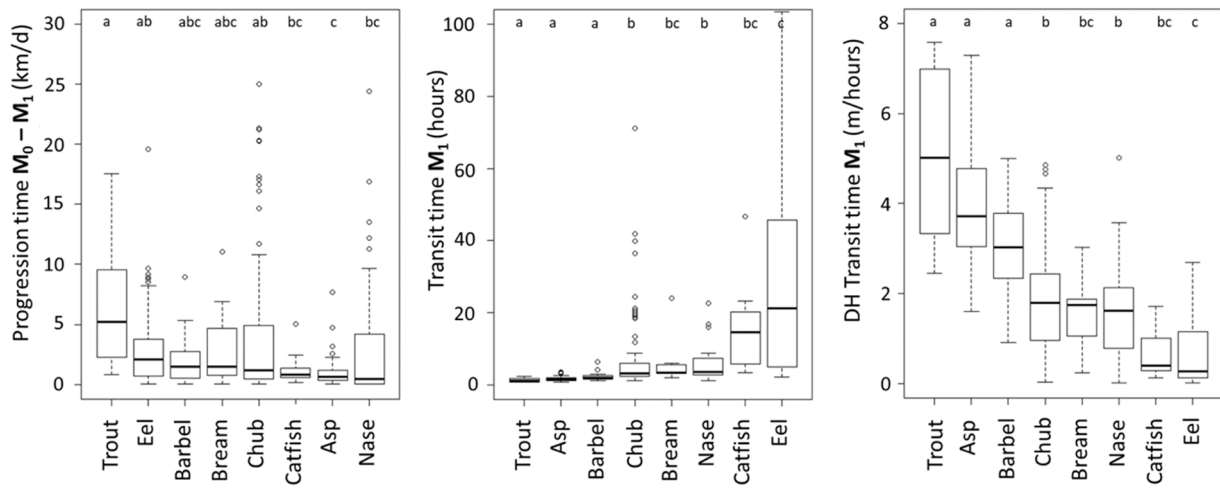 Progression time M₀ – M₁ (km/d)
30
25
20
15
10
5
0
a ab abc abc ab bc c bc
Trout
Eel
Barbel
Bream
Chub
Catfish
Asp
Nase
Transit time M₁ (hours)
100
80
60
40
20
0
a a a b bc b bc c
Trout
Asp
Barbel
Chub
Bream
Nase
Catfish
Eel
DH Transit time M₁ (m/hours)
8
6
4
2
0
a a a b bc b bc c
Trout
Asp
Barbel
Chub
Bream
Nase
Catfish
Eel